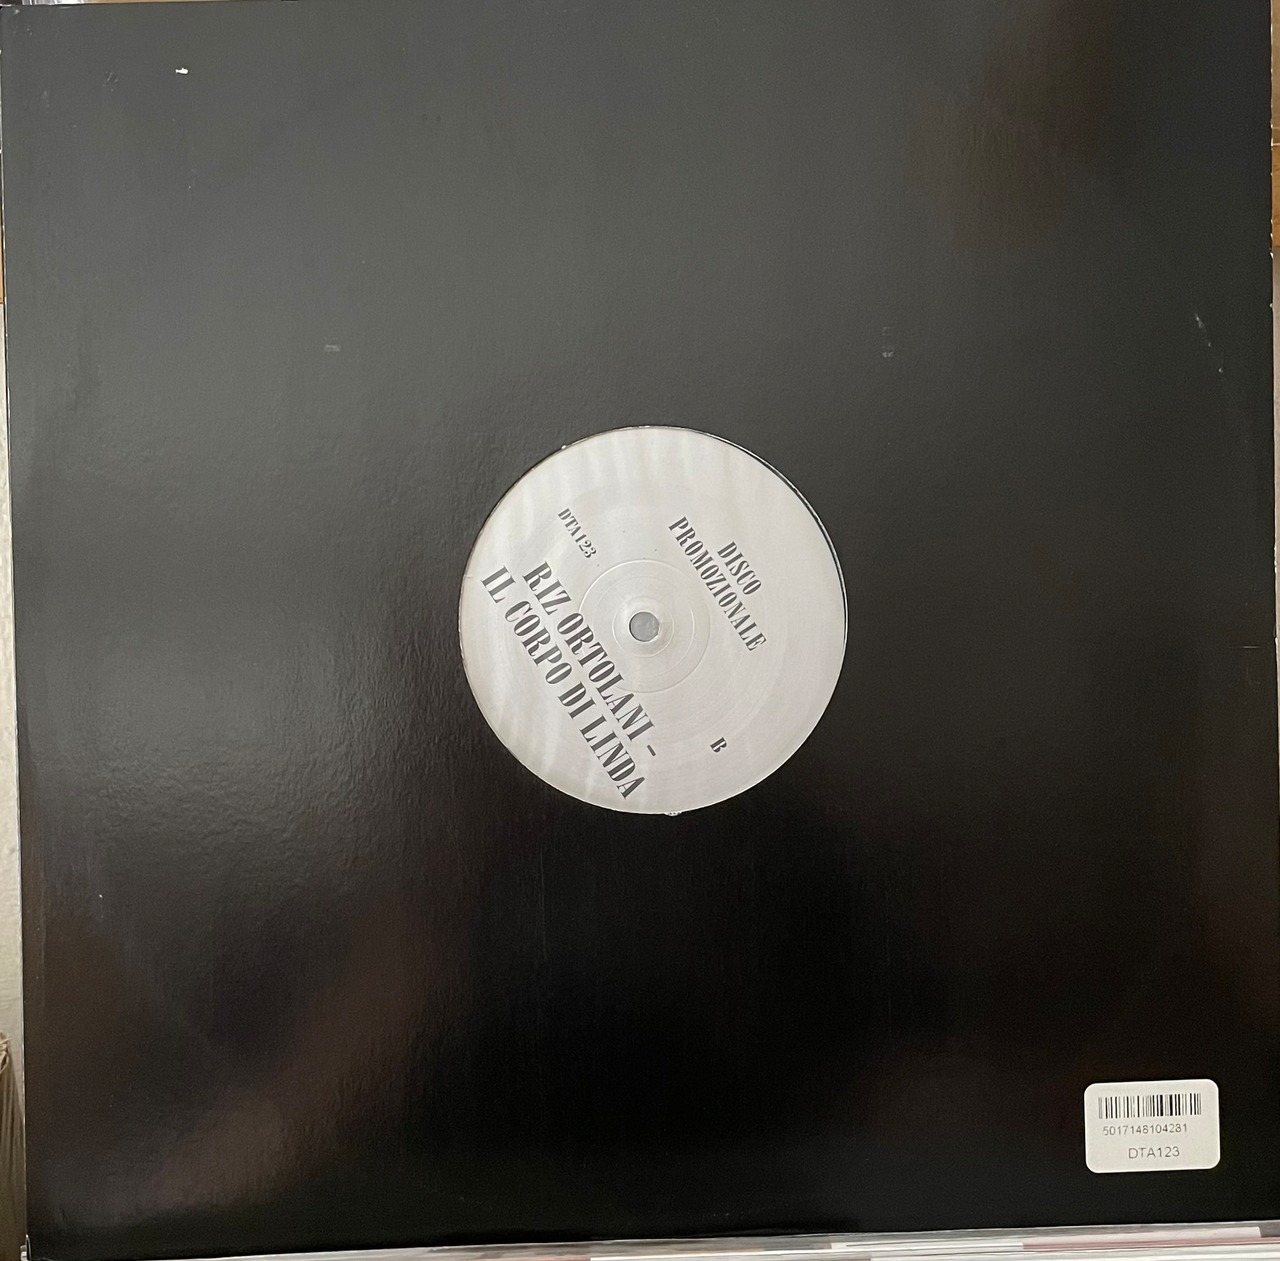 DISCO
PROMOZIONALE
DTA123
B
RIZ ORTOLANI –
IL CORPO DI LINDA
5017148104281
DTA123